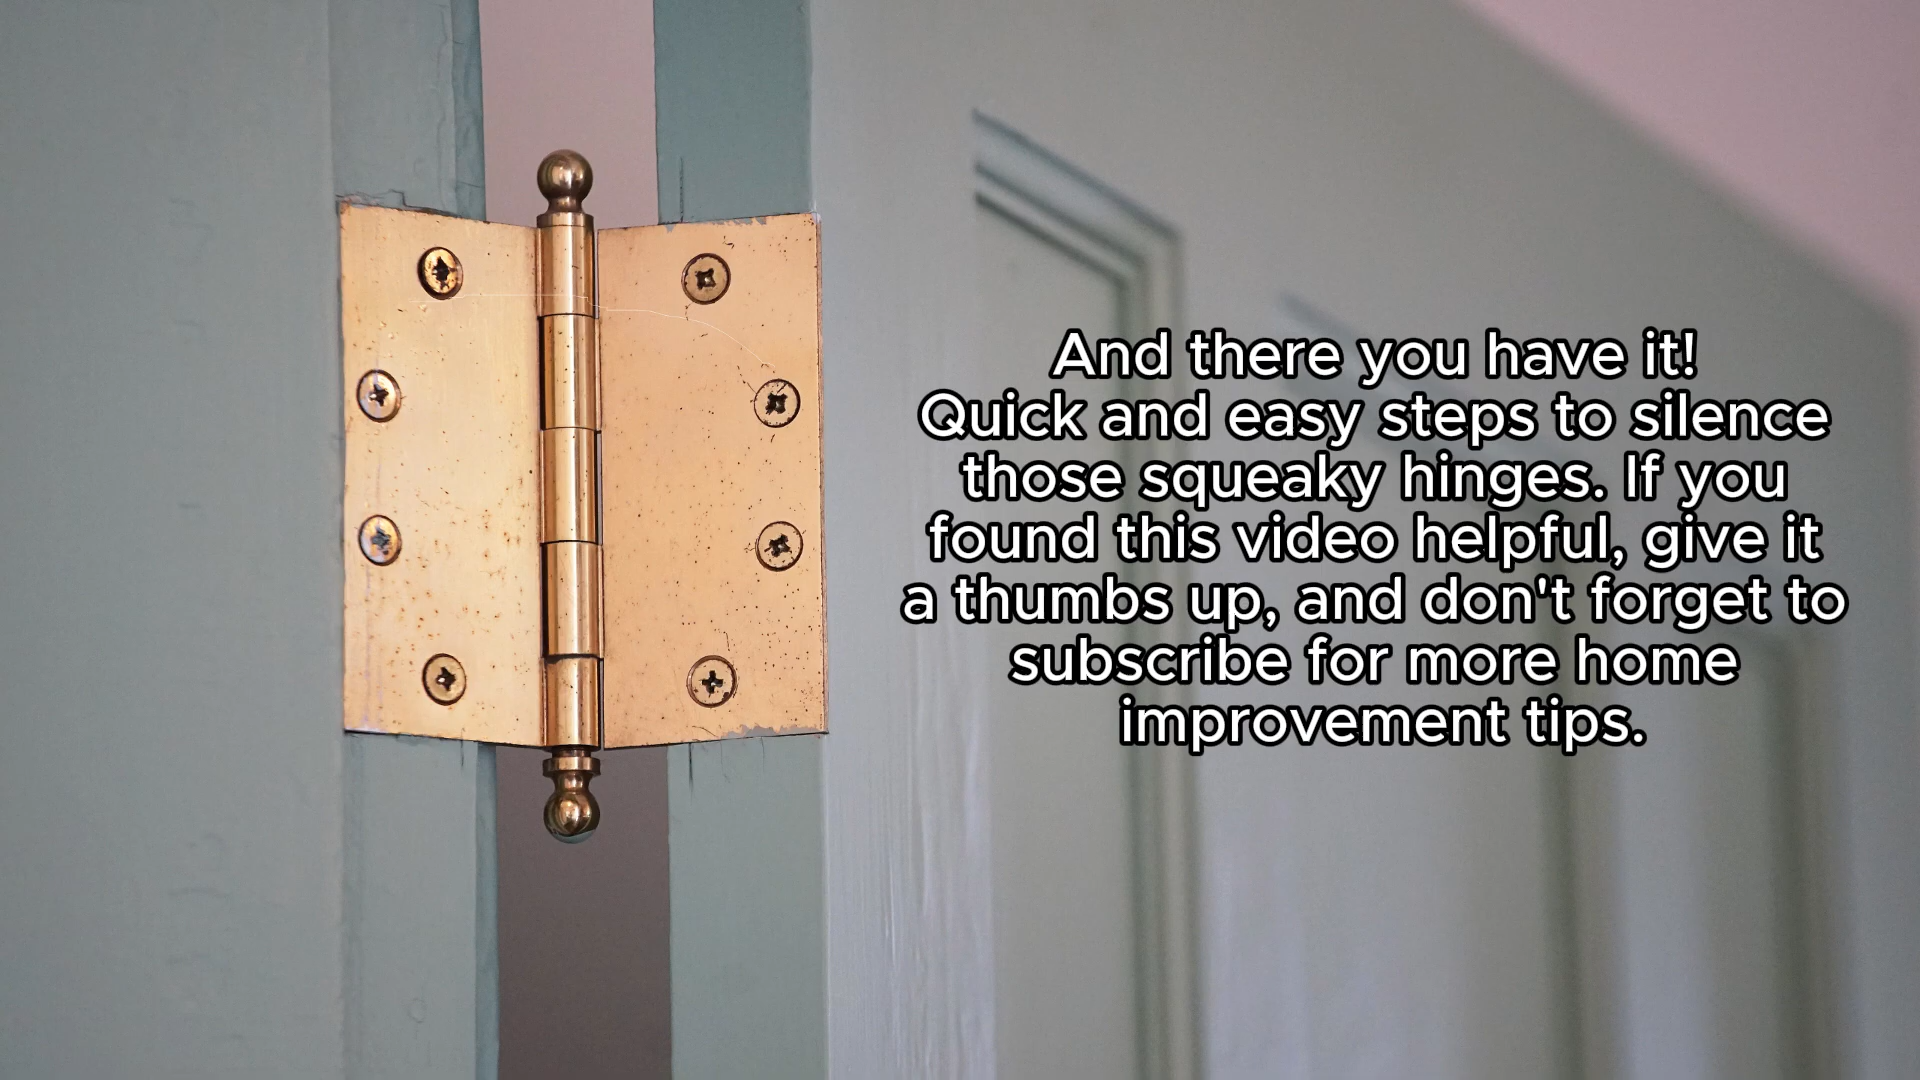 And there you have it!
Quick and easy steps to silence
those squeaky hinges. If you
found this video helpful, give it
a thumbs up, and don't forget to
subscribe for more home
improvement tips.